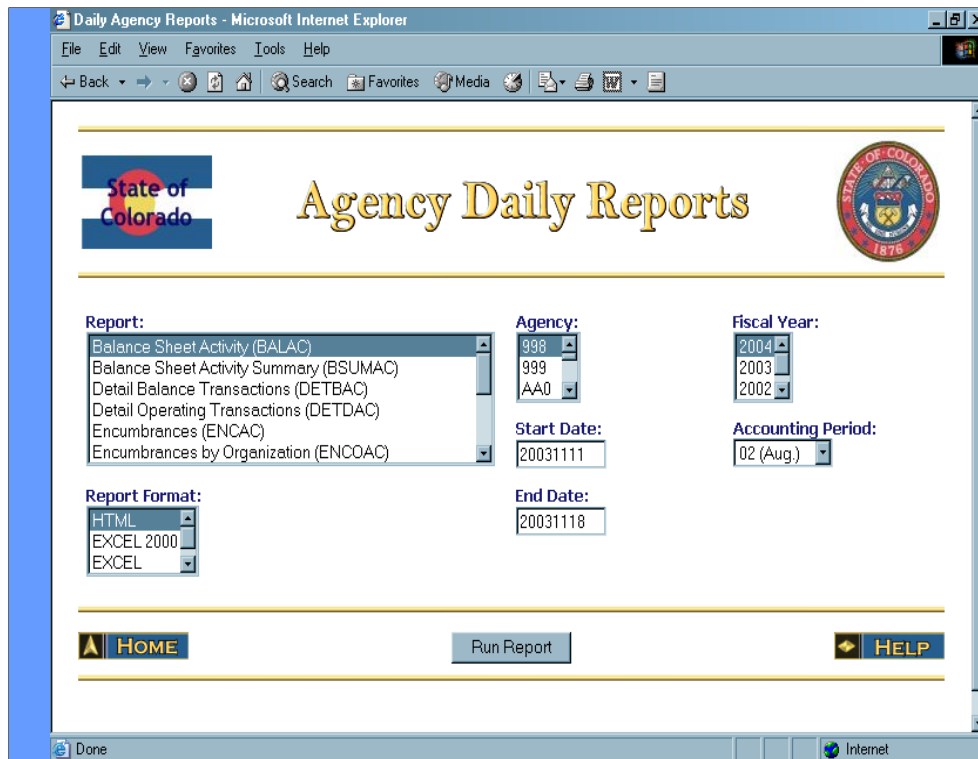 Daily Agency Reports - Microsoft Internet Explorer
File Edit View Favorites Tools Help
Back Search Favorites Media
State of
Colorado
Agency Daily Reports
STATE OF COLORADO
1876
Report:
Balance Sheet Activity (BALAC)
Balance Sheet Activity Summary (BSUMAC)
Detail Balance Transactions (DETBAC)
Detail Operating Transactions (DETDAC)
Encumbrances (ENCAC)
Encumbrances by Organization (ENCOAC)
Agency:
998
999
AA0
Fiscal Year:
2004
2003
2002
Start Date:
20031111
Accounting Period:
02 (Aug.)
Report Format:
HTML
EXCEL 2000
EXCEL
End Date:
20031118
HOME
Run Report
HELP
Done
Internet